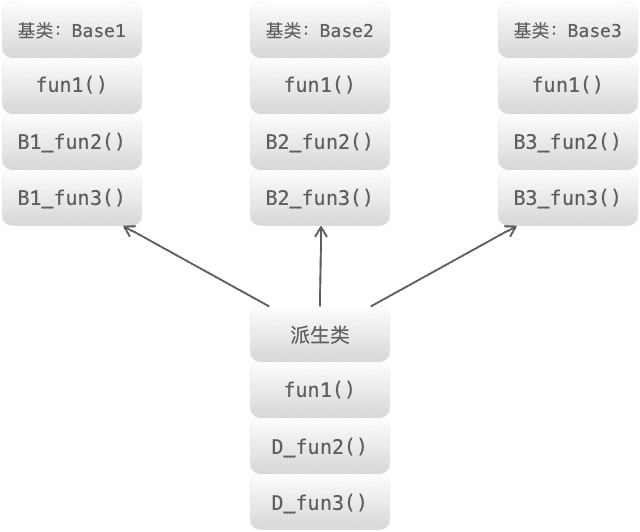 基类：Base1
fun1()
B1_fun2()
B1_fun3()
基类：Base2
fun1()
B2_fun2()
B2_fun3()
基类：Base3
fun1()
B3_fun2()
B3_fun3()
派生类
fun1()
D_fun2()
D_fun3()